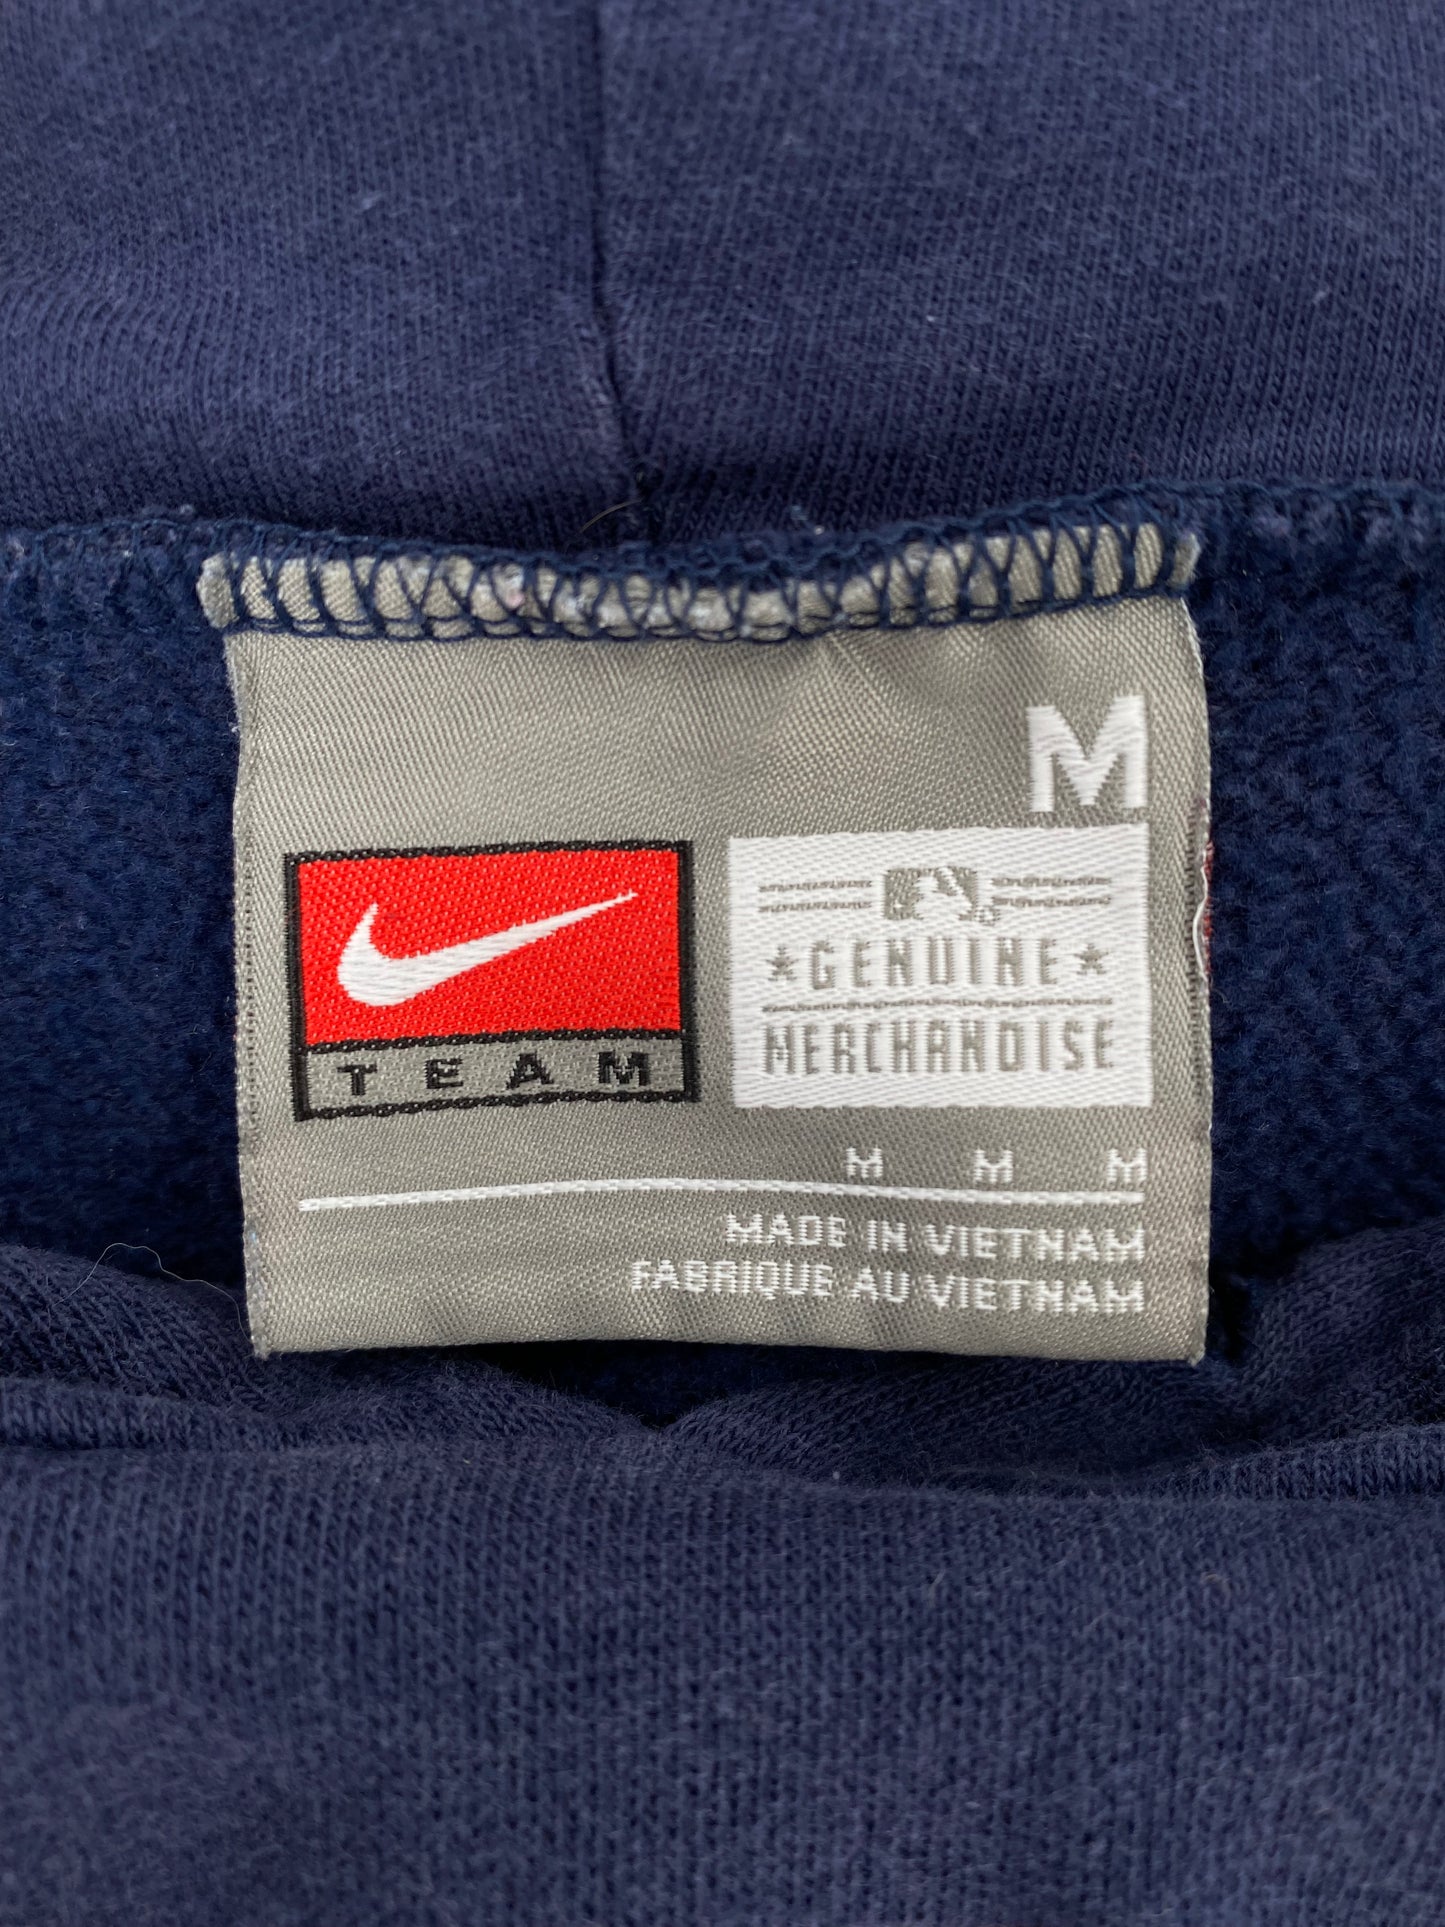 M
TEAM
GENUINE
MERCHANDISE
M M M
MADE IN VIETNAM
FABRIQUE AU VIETNAM